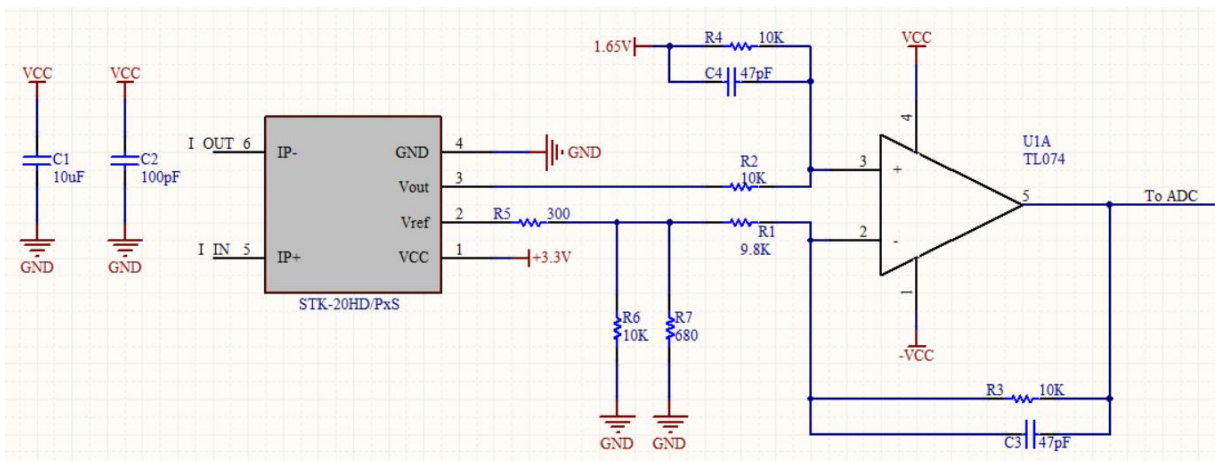 VCC
C1
10uF
GND
VCC
C2
100pF
GND
I OUT 6
I IN 5
IP-
IP+
GND
Vout
Vref
VCC
4
3
2
1
STK-20HD/PxS
GND
+3.3V
R5 300
R6
10K
GND
R7
680
GND
1.65V
R4 10K
C4 47pF
R2
10K
R1
9.8K
VCC
4
3
+
2
-
1
-VCC
U1A
TL074
5
To ADC
R3 10K
C3 47pF